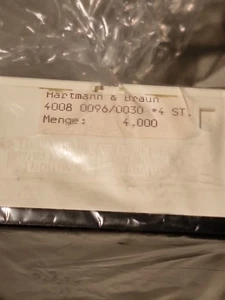 Hartmann & Braun
4008 0096/0030 *4 ST.
Menge: 4.000